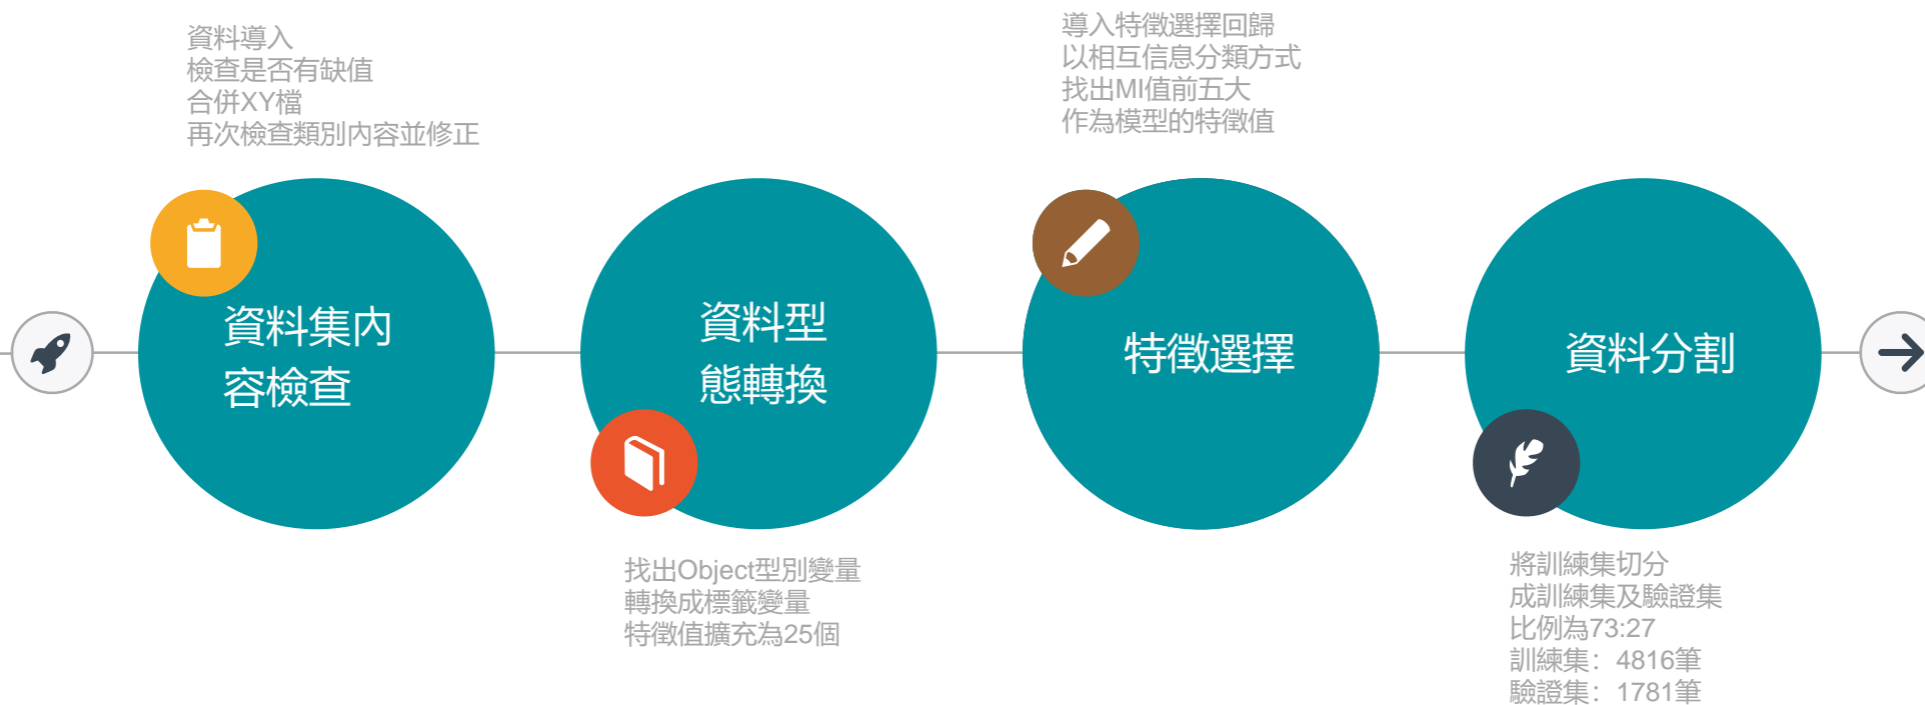 資料導入
檢查是否有缺值
合併XY檔
再次檢查類別內容並修正
資料集內
容檢查
資料型
態轉換
找出Object型別變量
轉換成標籤變量
特徵值擴充為25個
導入特徵選擇回歸
以相互信息分類方式
找出MI值前五大
作為模型的特徵值
特徵選擇
資料分割
將訓練集切分
成訓練集及驗證集
比例為73:27
訓練集：4816筆
驗證集：1781筆